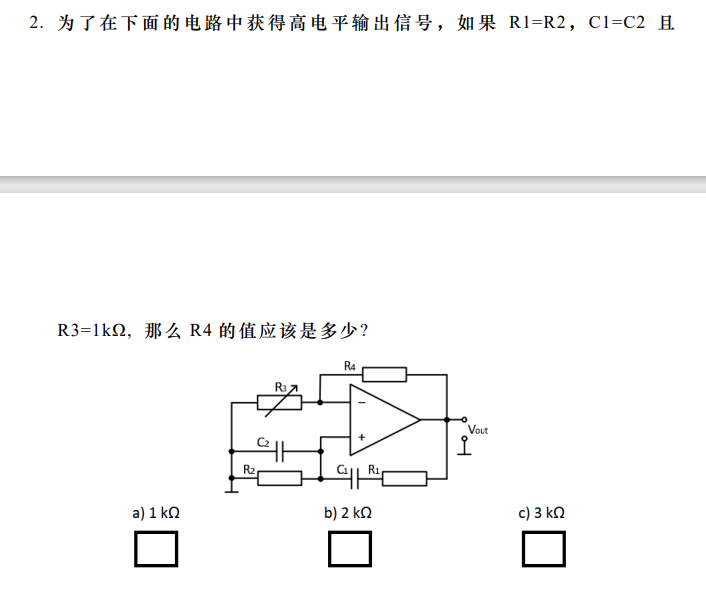 2. 为了在下面的电路中获得高电平输出信号，如果 R1=R2，C1=C2 且
R3=1kΩ, 那么 R4 的值应该是多少?
R4
R3
Vout
C2
R2
C1
R1
a) 1 kΩ
b) 2 kΩ
c) 3 kΩ